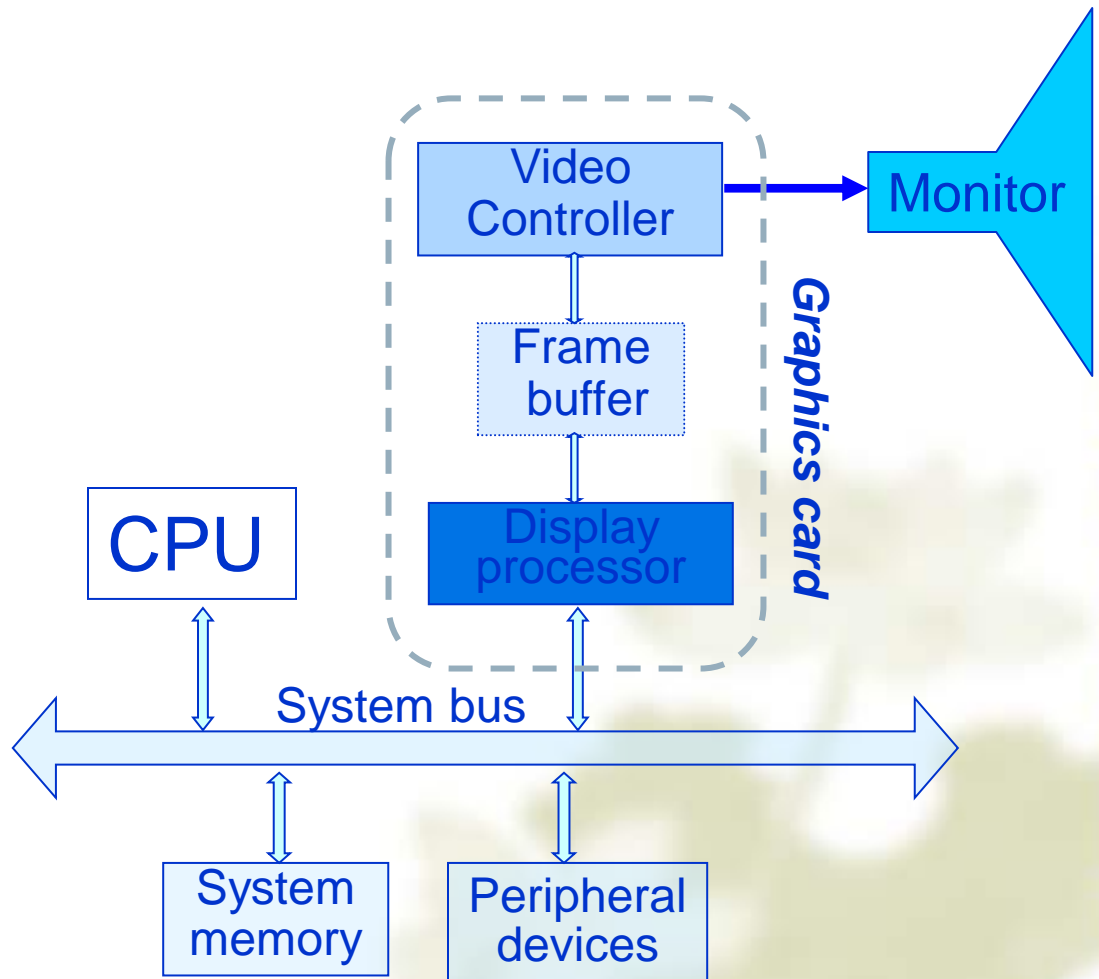 Video
Controller
Monitor
Frame
buffer
Graphics card
CPU
Display
processor
System bus
System
memory
Peripheral
devices